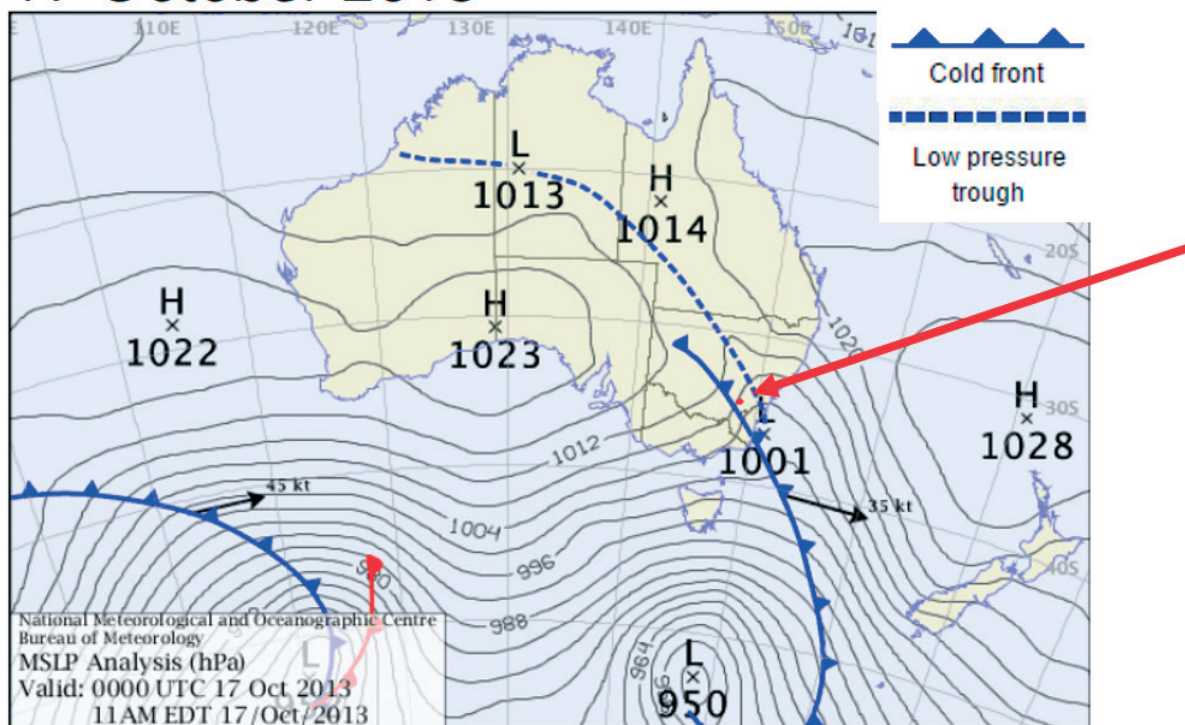 110E 120E 130E 140E 150E
Cold front
Low pressure
trough
L
1013
H
1014
20S
H
1022
H
1023
1020
H
1028
30S
L
1001
1012
45 kt
35 kt
1004
996
40S
980
988
National Meteorological and Oceanographic Centre
Bureau of Meteorology
MSLP Analysis (hPa)
Valid: 0000 UTC 17 Oct 2013
11AM EDT 17/Oct/2013
L
964
L
950